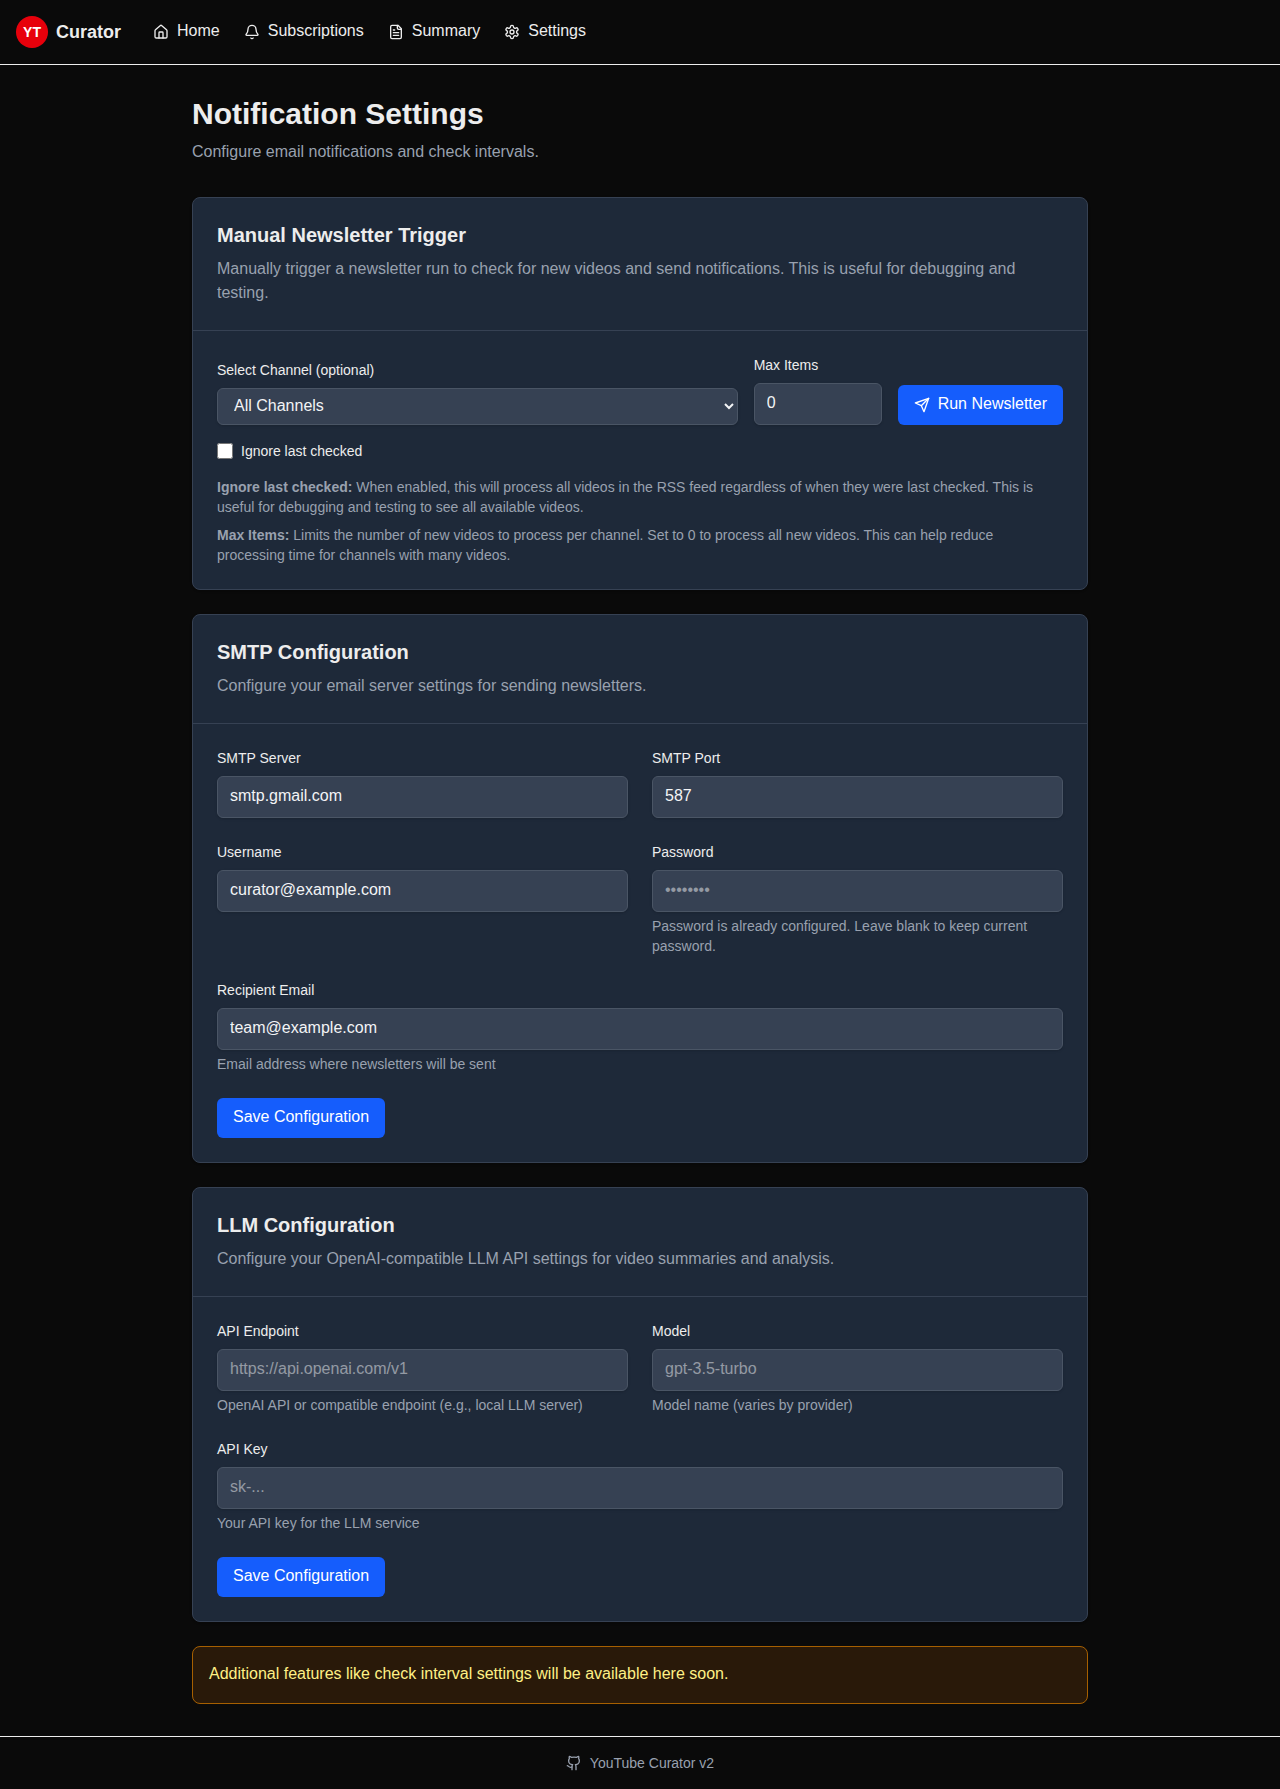 YT Curator Home Subscriptions Summary Settings
Notification Settings
Configure email notifications and check intervals.
Manual Newsletter Trigger
Manually trigger a newsletter run to check for new videos and send notifications. This is useful for debugging and
testing.
Select Channel (optional) Max Items
All Channels 0 Run Newsletter
Ignore last checked
Ignore last checked: When enabled, this will process all videos in the RSS feed regardless of when they were last checked. This is
useful for debugging and testing to see all available videos.
Max Items: Limits the number of new videos to process per channel. Set to 0 to process all new videos. This can help reduce
processing time for channels with many videos.
SMTP Configuration
Configure your email server settings for sending newsletters.
SMTP Server SMTP Port
smtp.gmail.com 587
Username Password
curator@example.com ••••••••
Password is already configured. Leave blank to keep current
password.
Recipient Email
team@example.com
Email address where newsletters will be sent
Save Configuration
LLM Configuration
Configure your OpenAI-compatible LLM API settings for video summaries and analysis.
API Endpoint Model
https://api.openai.com/v1 gpt-3.5-turbo
OpenAI API or compatible endpoint (e.g., local LLM server) Model name (varies by provider)
API Key
sk-...
Your API key for the LLM service
Save Configuration
Additional features like check interval settings will be available here soon.
YouTube Curator v2